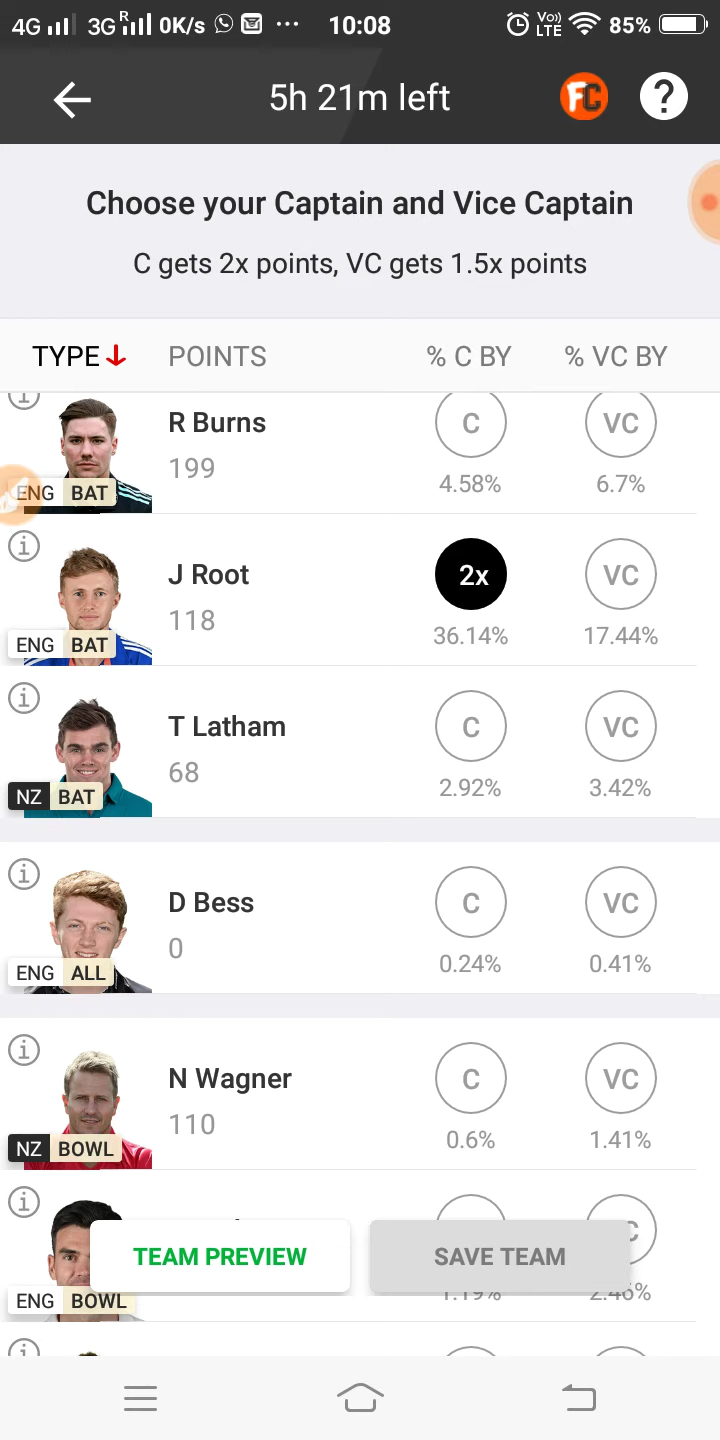 4G 3G R 0K/s ··· 10:08 Vo) LTE 85%
5h 21m left FC ?
Choose your Captain and Vice Captain
C gets 2x points, VC gets 1.5x points
TYPE POINTS % C BY % VC BY
R Burns C VC
199 4.58% 6.7%
ENG BAT
J Root 2x VC
118 36.14% 17.44%
ENG BAT
T Latham C VC
68 2.92% 3.42%
NZ BAT
D Bess C VC
0 0.24% 0.41%
ENG ALL
N Wagner C VC
110 0.6% 1.41%
NZ BOWL
TEAM PREVIEW SAVE TEAM
ENG BOWL 1.19% 2.46%